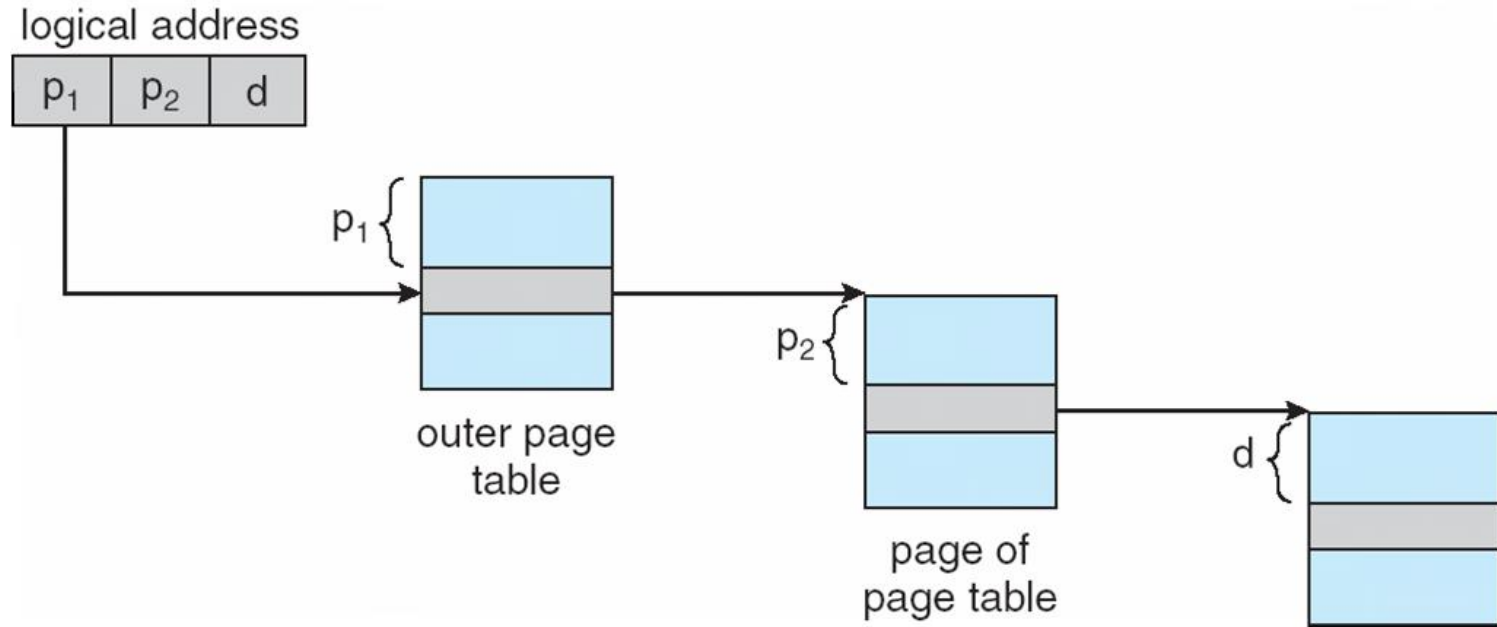 logical address
p₁ p₂ d
p₁
outer page
table
p₂
page of
page table
d